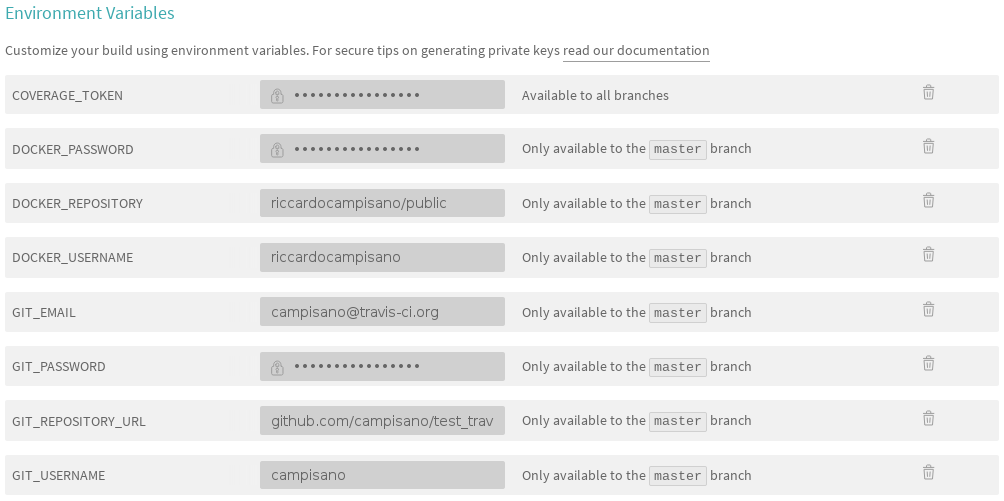 Environment Variables
Customize your build using environment variables. For secure tips on generating private keys read our documentation
COVERAGE_TOKEN •••••••••••••••• Available to all branches
DOCKER_PASSWORD •••••••••••••••• Only available to the master branch
DOCKER_REPOSITORY riccardocampisano/public Only available to the master branch
DOCKER_USERNAME riccardocampisano Only available to the master branch
GIT_EMAIL campisano@travis-ci.org Only available to the master branch
GIT_PASSWORD •••••••••••••••• Only available to the master branch
GIT_REPOSITORY_URL github.com/campisano/test_trav Only available to the master branch
GIT_USERNAME campisano Only available to the master branch